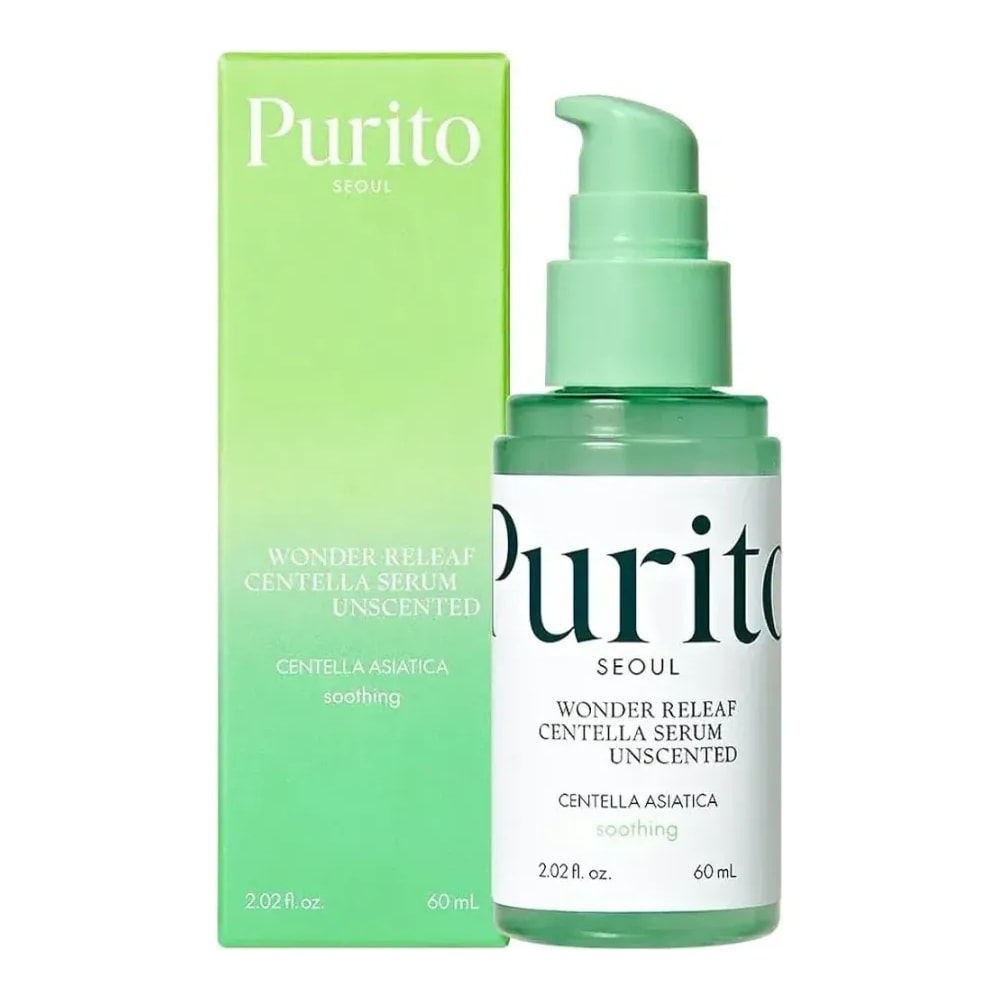 Purito
SEOUL
WONDER RELEAF
CENTELLA SERUM
UNSCENTED
CENTELLA ASIATICA
soothing
2.02 fl. oz. 60 mL
Purito
SEOUL
WONDER RELEAF
CENTELLA SERUM
UNSCENTED
CENTELLA ASIATICA
soothing
2.02 fl. oz. 60 mL